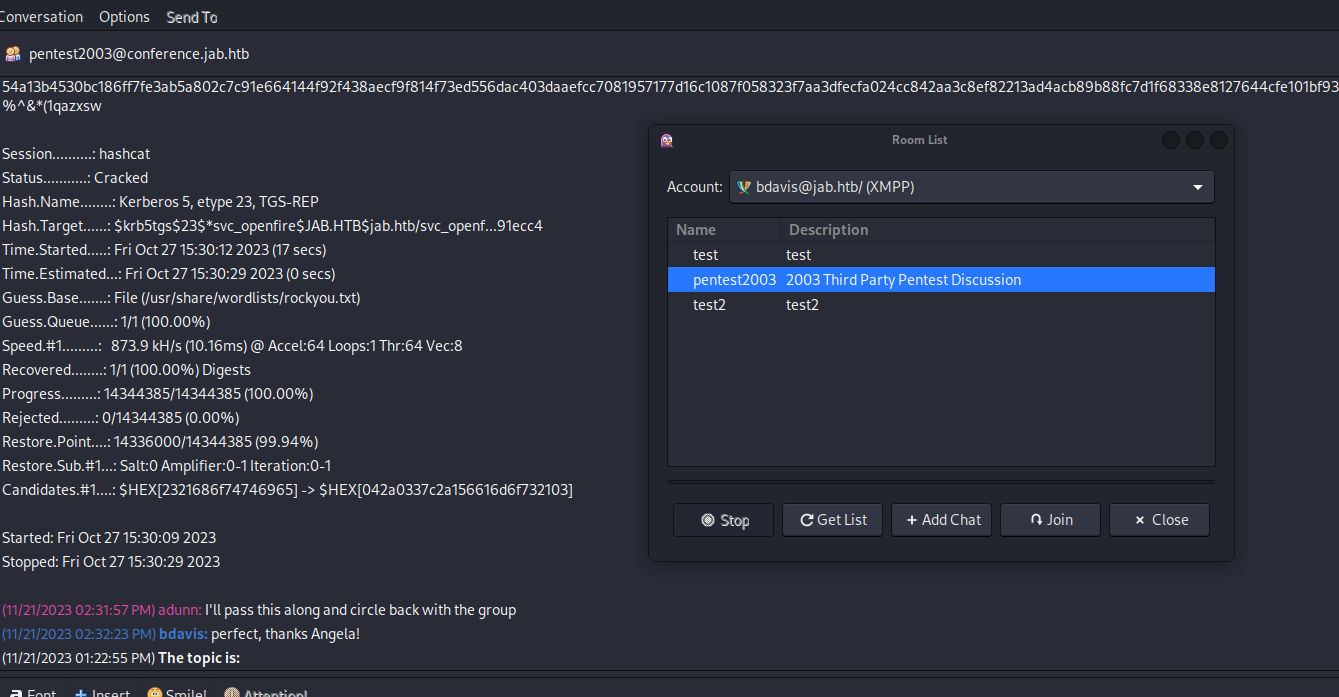 Conversation Options Send To
pentest2003@conference.jab.htb
54a13b4530bc186ff7fe3ab5a802c7c91e664144f92f438aecf9f814f73ed556dac403daaefcc7081957177d16c1087f058323f7aa3dfecfa024cc842aa3c8ef82213ad4acb89b88fc7d1f68338e8127644cfe101bf93
%^&*(1qazxsw
Session..........: hashcat
Status...........: Cracked
Hash.Name........: Kerberos 5, etype 23, TGS-REP
Hash.Target......: $krb5tgs$23$*svc_openfire$JAB.HTB$jab.htb/svc_openf...91ecc4
Time.Started.....: Fri Oct 27 15:30:12 2023 (17 secs)
Time.Estimated...: Fri Oct 27 15:30:29 2023 (0 secs)
Guess.Base.......: File (/usr/share/wordlists/rockyou.txt)
Guess.Queue......: 1/1 (100.00%)
Speed.#1.........:   873.9 kH/s (10.16ms) @ Accel:64 Loops:1 Thr:64 Vec:8
Recovered........: 1/1 (100.00%) Digests
Progress.........: 14344385/14344385 (100.00%)
Rejected.........: 0/14344385 (0.00%)
Restore.Point....: 14336000/14344385 (99.94%)
Restore.Sub.#1...: Salt:0 Amplifier:0-1 Iteration:0-1
Candidates.#1....: $HEX[2321686f74746965] -> $HEX[042a0337c2a156616d6f732103]
Started: Fri Oct 27 15:30:09 2023
Stopped: Fri Oct 27 15:30:29 2023
(11/21/2023 02:31:57 PM) adunn: I'll pass this along and circle back with the group
(11/21/2023 02:32:23 PM) bdavis: perfect, thanks Angela!
(11/21/2023 01:22:55 PM) The topic is:
Font Insert Smile! Attention!
Room List
Account: bdavis@jab.htb/ (XMPP)
Name Description
test test
pentest2003 2003 Third Party Pentest Discussion
test2 test2
Stop Get List + Add Chat Join × Close